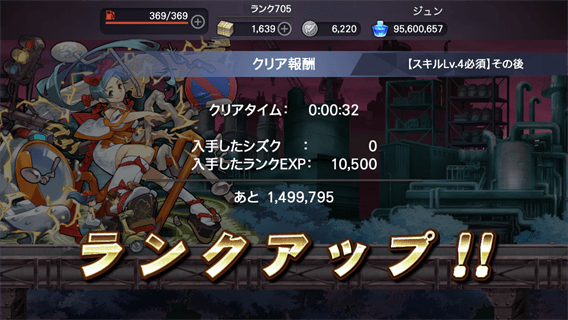 ランク705
369/369
1,639
6,220
ジュン
95,600,657
クリア報酬
【スキルLv.4必須】その後
クリアタイム： 0:00:32
入手したシズク ： 0
入手したランクEXP： 10,500
あと 1,499,795
ランクアップ!!